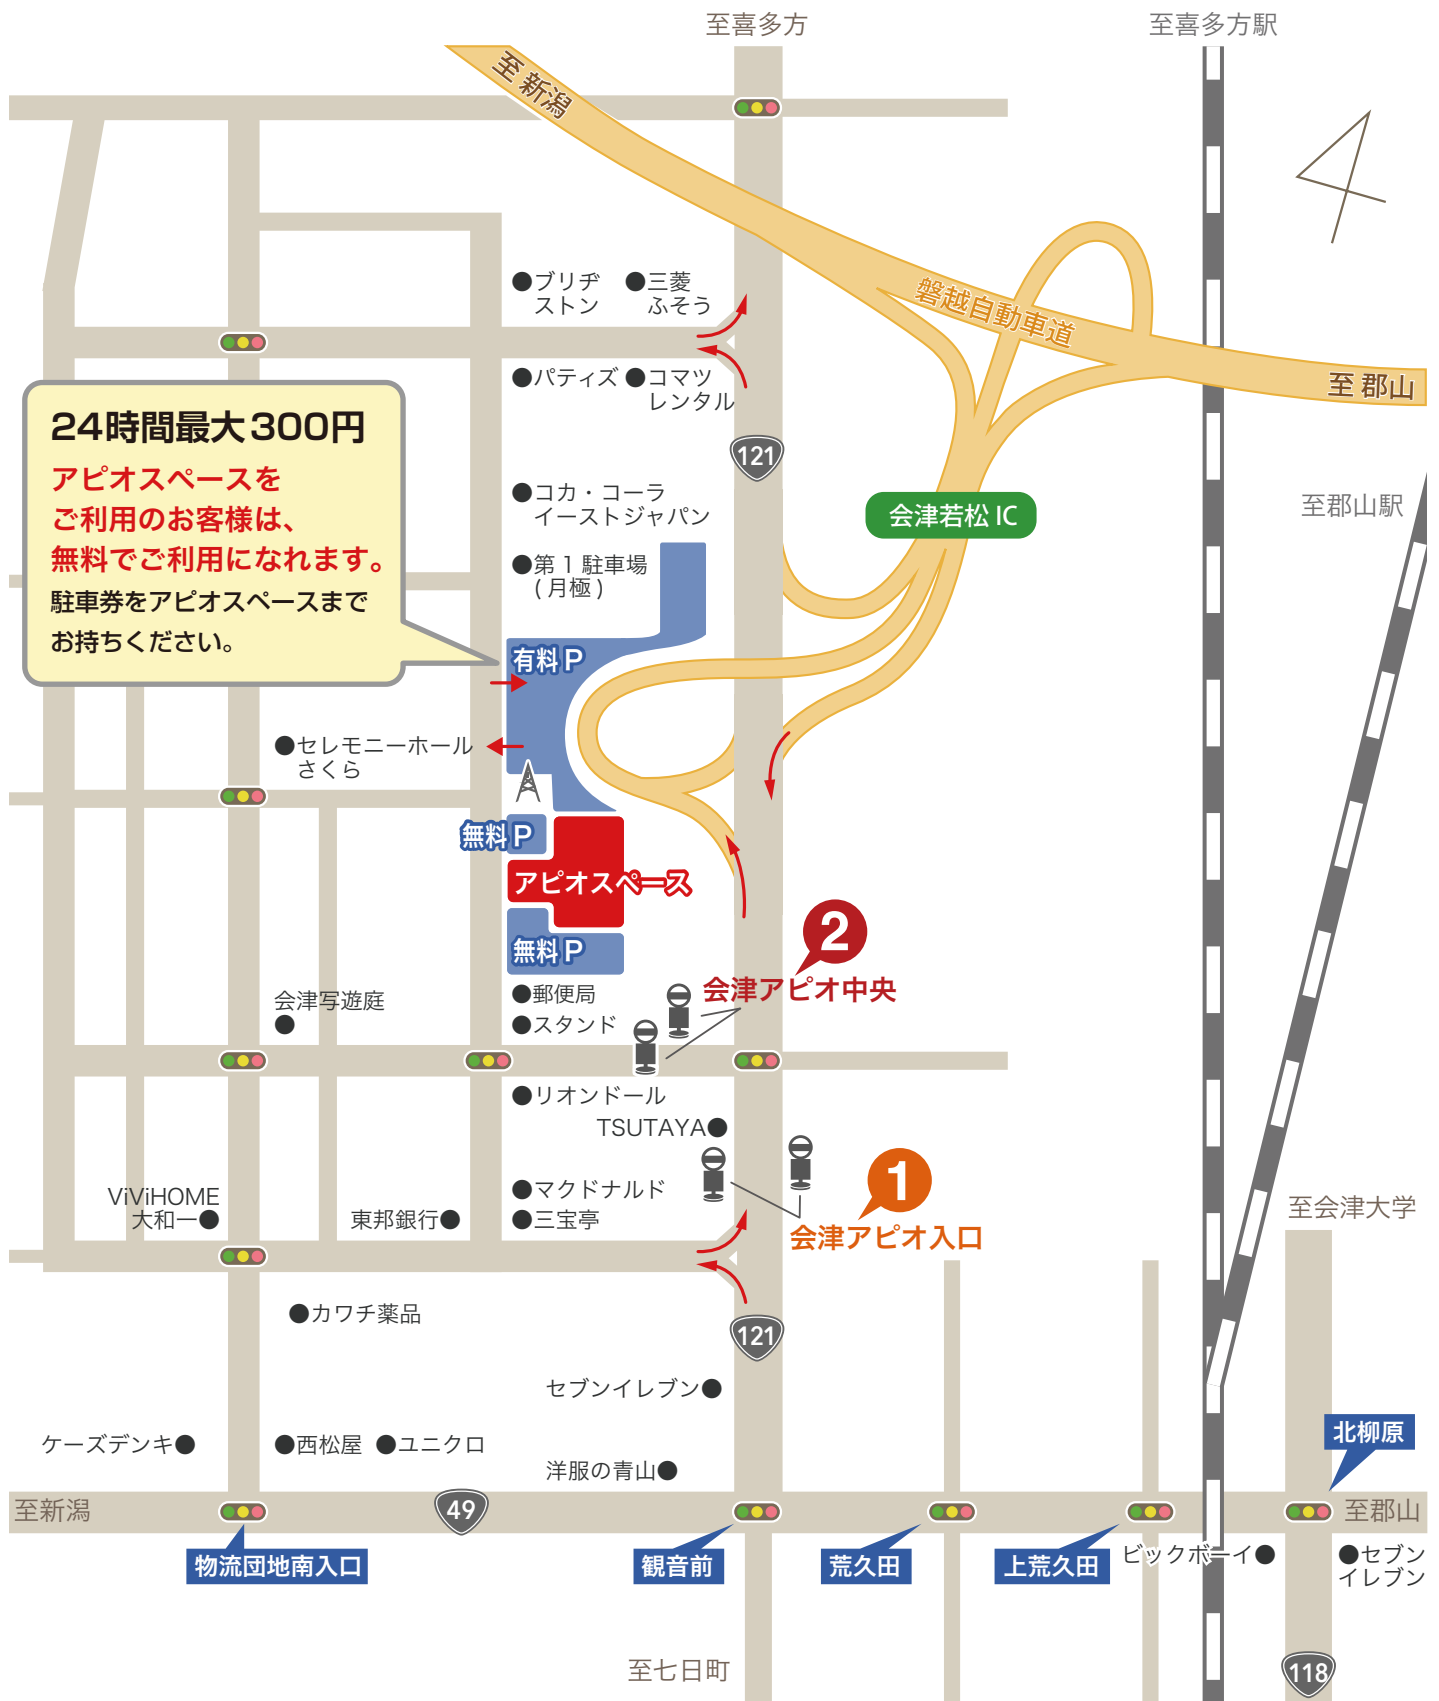 至喜多方
至喜多方駅
至 新潟
●ブリヂ
ストン
●三菱
ふそう
磐越自動車道
至 郡山
●パティズ
●コマツ
レンタル
24時間最大300円
アピオスペースを
ご利用のお客様は、
無料でご利用になれます。
駐車券をアピオスペースまで
お持ちください。
121
●コカ・コーラ
イーストジャパン
会津若松 IC
至郡山駅
●第 1 駐車場
( 月極 )
有料 P
●セレモニーホール
さくら
無料 P
アピオスペース
無料 P
2
会津アピオ中央
●郵便局
●スタンド
会津写遊庭
●
●リオンドール
TSUTAYA●
1
会津アピオ入口
●マクドナルド
●三宝亭
ViViHOME
大和一●
東邦銀行●
至会津大学
●カワチ薬品
121
セブンイレブン●
ケーズデンキ●
●西松屋
●ユニクロ
洋服の青山●
北柳原
至新潟
49
至郡山
物流団地南入口
観音前
荒久田
上荒久田
ビックボーイ●
●セブン
イレブン
至七日町
118